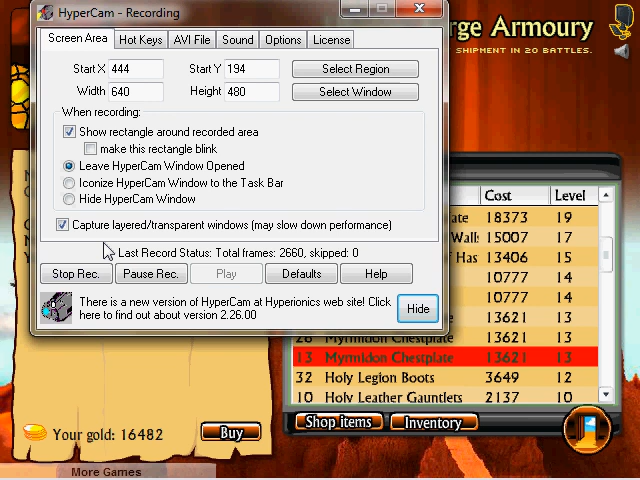 HyperCam - Recording
Screen Area Hot Keys AVI File Sound Options License
Start X 444 Start Y 194 Select Region
Width 640 Height 480 Select Window
When recording:
Show rectangle around recorded area
make this rectangle blink
Leave HyperCam Window Opened
Iconize HyperCam Window to the Task Bar
Hide HyperCam Window
Capture layered/transparent windows (may slow down performance)
Last Record Status: Total frames: 2660, skipped: 0
Stop Rec. Pause Rec. Play Defaults Help
There is a new version of HyperCam at Hyperionics web site! Click
here to find out about version 2.26.00
Hide
rge Armoury
SHIPMENT IN 20 BATTLES.
Cost Level
ate 18373 19
Walls 15007 17
f Has 13406 15
10777 14
10777 14
13621 13
Myrmidon Chestplate 13621 13
13 Myrmidon Chestplate 13621 13
32 Holy Legion Boots 3649 12
10 Holy Leather Gauntlets 2137 10
Shop items Inventory
Your gold: 16482 Buy
More Games